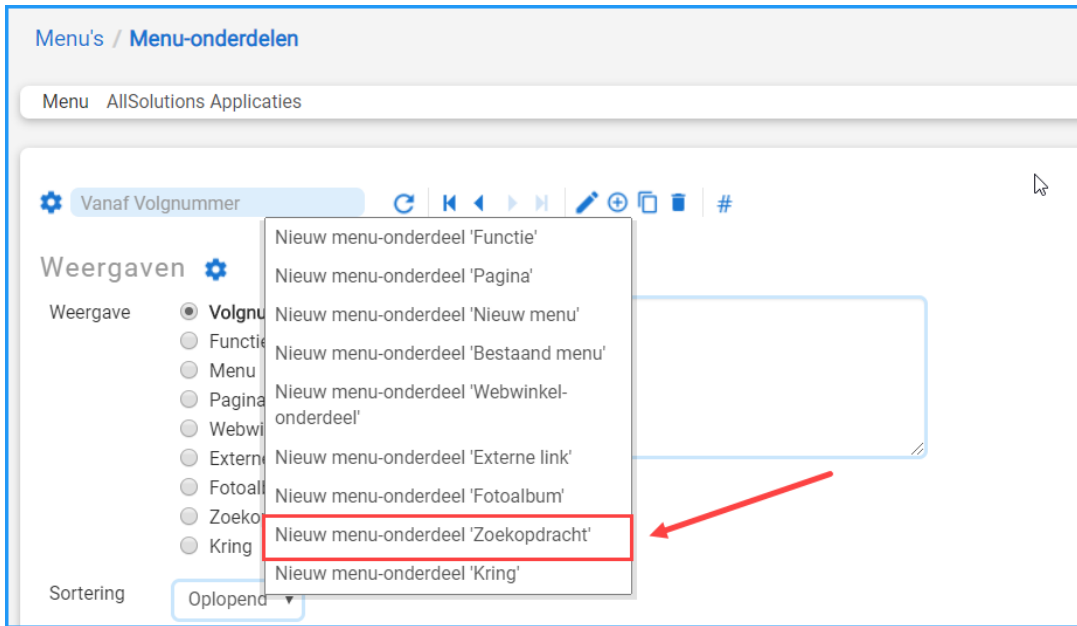 Menu's / Menu-onderdelen
Menu AllSolutions Applicaties
Vanaf Volgnummer #
Nieuw menu-onderdeel 'Functie'
Nieuw menu-onderdeel 'Pagina'
Nieuw menu-onderdeel 'Nieuw menu'
Nieuw menu-onderdeel 'Bestaand menu'
Nieuw menu-onderdeel 'Webwinkel-
onderdeel'
Nieuw menu-onderdeel 'Externe link'
Nieuw menu-onderdeel 'Fotoalbum'
Nieuw menu-onderdeel 'Zoekopdracht'
Nieuw menu-onderdeel 'Kring'
Weergaven
Weergave
Volgnu
Functie
Menu
Pagina
Webwi
Externe
Fotoal
Zoeko
Kring
Sortering Oplopend